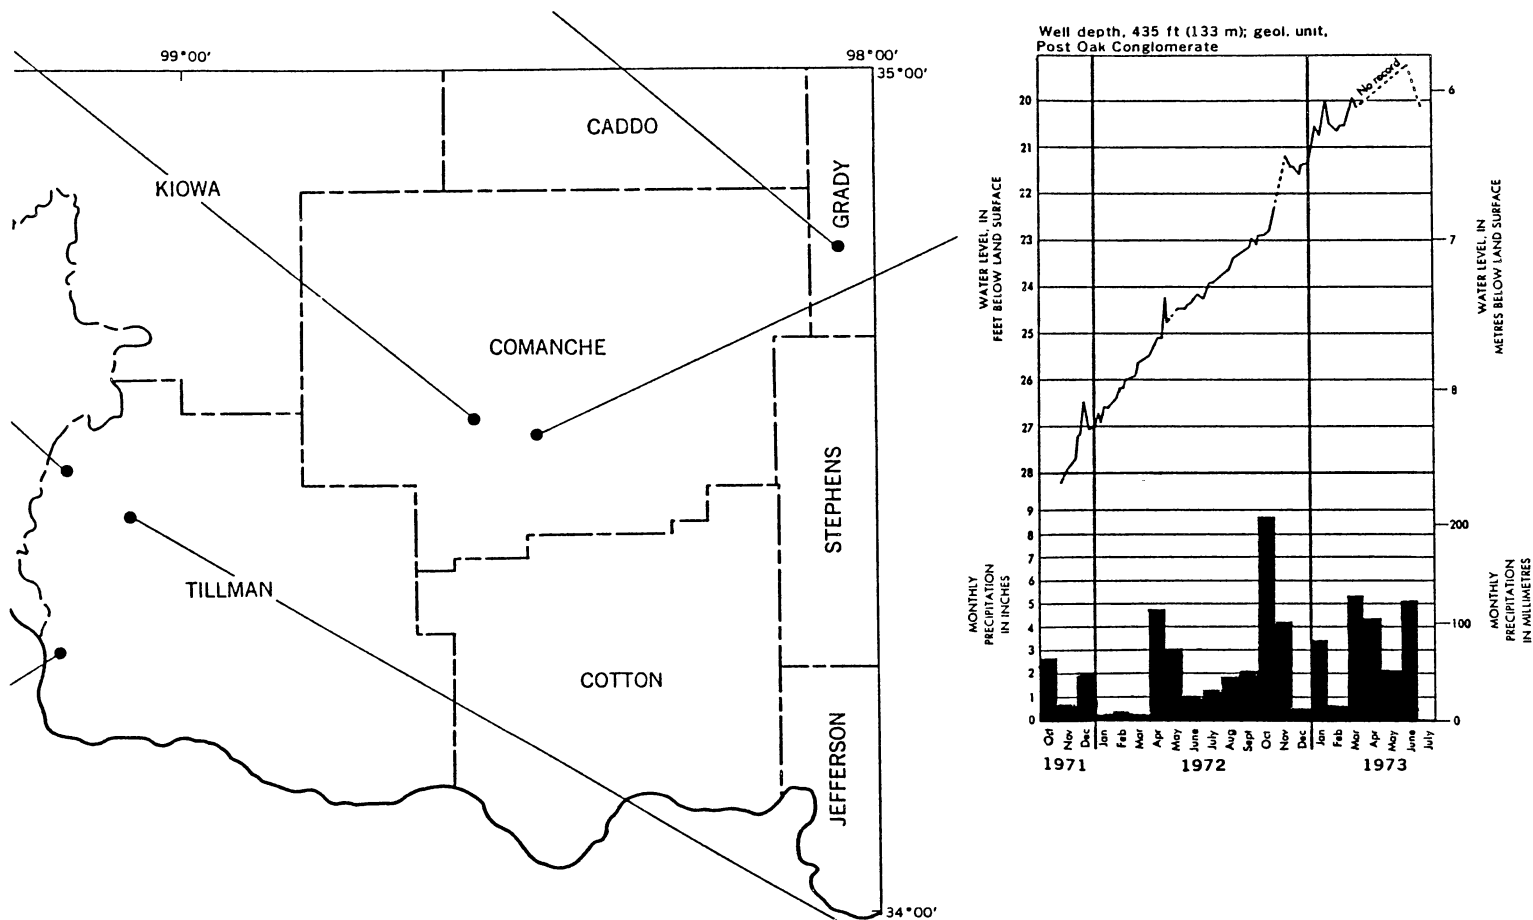 99°00'
98°00'
35°00'
CADDO
KIOWA
GRADY
COMANCHE
STEPHENS
TILLMAN
COTTON
JEFFERSON
34°00'
Well depth, 435 ft (133 m); geol. unit,
Post Oak Conglomerate
WATER LEVEL, IN
FEET BELOW LAND SURFACE
20
21
22
23
24
25
26
27
28
No record
6
7
8
WATER LEVEL, IN
METRES BELOW LAND SURFACE
MONTHLY
PRECIPITATION
IN INCHES
9
8
7
6
5
4
3
2
1
0
200
100
0
MONTHLY
PRECIPITATION
IN MILLIMETRES
Oct Nov Dec Jan Feb Mar Apr May June July Aug Sept Oct Nov Dec Jan Feb Mar Apr May June July
1971 1972 1973